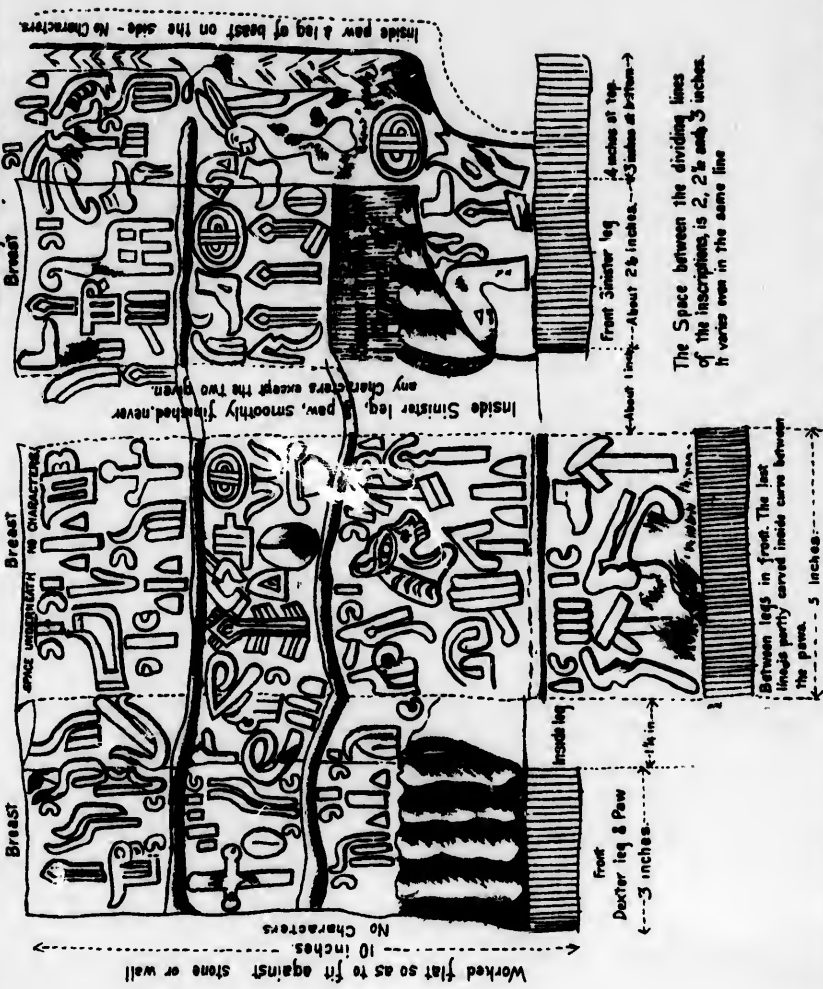 Inside paw & leg of beast on the side - No Characters.
Breast
Breast
Breast
SPACE UNDERNEATH NO CHARACTERS.
Inside Sinister leg, & paw, smoothly finished, never
any Characters except the Two given.
Front Sinister leg
4 inches at top.
About 1 inch
About 2½ inches.
3 inches at bottom
The Space between the dividing lines
of the inscriptions, is 2, 2½ and 3 inches.
It varies even in the same line
Between legs in front. The last
line is partly carved inside curve between
the paws.
5 inches.
Inside leg
1¼ in
Front
Dexter leg & Paw
3 inches.
No Characters
10 inches.
Worked flat so as to fit against stone or wall